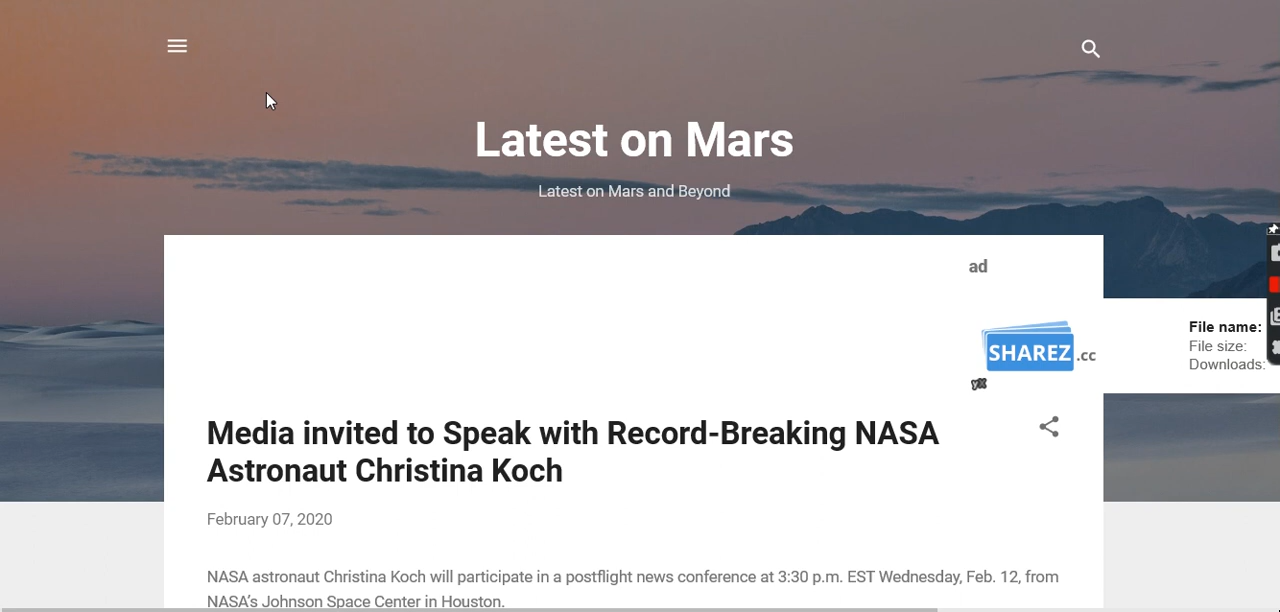 Latest on Mars
Latest on Mars and Beyond
ad
SHAREZ.cc
File name:
File size:
Downloads:
Media invited to Speak with Record-Breaking NASA
Astronaut Christina Koch
February 07, 2020
NASA astronaut Christina Koch will participate in a postflight news conference at 3:30 p.m. EST Wednesday, Feb. 12, from
NASA’s Johnson Space Center in Houston.